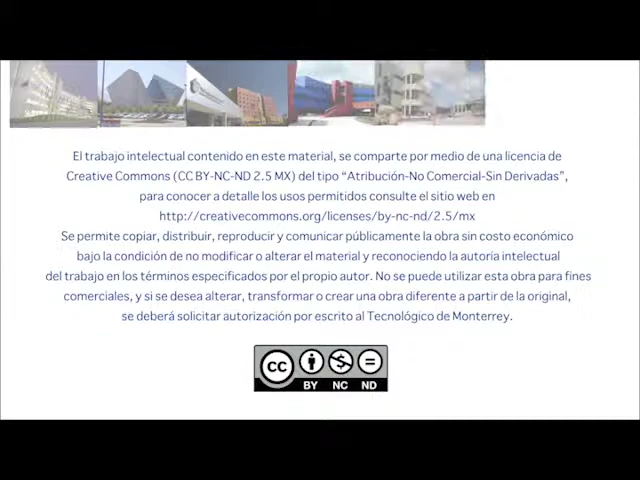 El trabajo intelectual contenido en este material, se comparte por medio de una licencia de
Creative Commons (CC BY-NC-ND 2.5 MX) del tipo “Atribución-No Comercial-Sin Derivadas”,
para conocer a detalle los usos permitidos consulte el sitio web en
http://creativecommons.org/licenses/by-nc-nd/2.5/mx
Se permite copiar, distribuir, reproducir y comunicar públicamente la obra sin costo económico
bajo la condición de no modificar o alterar el material y reconociendo la autoría intelectual
del trabajo en los términos específicados por el propio autor. No se puede utilizar esta obra para fines
comerciales, y si se desea alterar, transformar o crear una obra diferente a partir de la original,
se deberá solicitar autorización por escrito al Tecnológico de Monterrey.
CC
BY NC ND